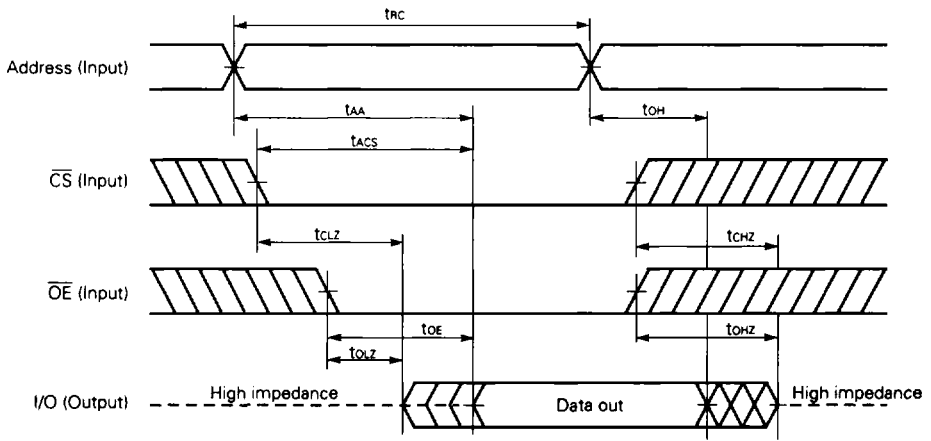 tRC
Address (Input)
tAA
tOH
tACS
CS (Input)
tCLZ
tCHZ
OE (Input)
tOE
tOHZ
tOLZ
High impedance
High impedance
I/O (Output)
Data out